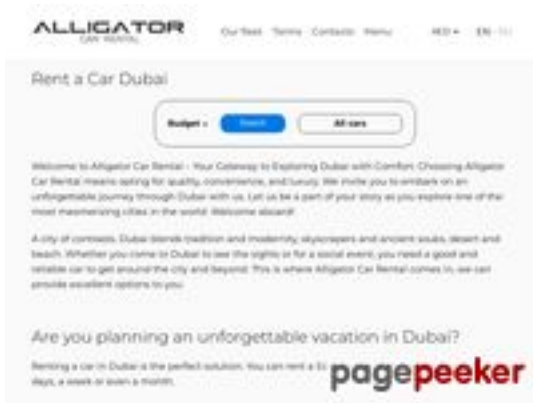 ALLIGATOR
CAR RENTAL
Our fleet Terms Contacts Menu AED EN RU
Rent a Car Dubai
Budget Search All cars
Welcome to Alligator Car Rental - Your Gateway to Exploring Dubai with Comfort. Choosing Alligator
Car Rental means opting for quality, convenience, and luxury. We invite you to embark on an
unforgettable journey through Dubai with us. Let us be a part of your story as you explore one of the
most mesmerizing cities in the world. Welcome aboard!
A city of contrasts, Dubai blends tradition and modernity, skyscrapers and ancient souks, desert and
beach. Whether you come to Dubai to see the sights or for a social event, you need a good and
reliable car to get around the city and beyond. This is where Alligator Car Rental comes in, we can
provide excellent options to you.
Are you planning an unforgettable vacation in Dubai?
Renting a car in Dubai is the perfect solution. You can rent a
days, a week or even a month.
pagepeeker